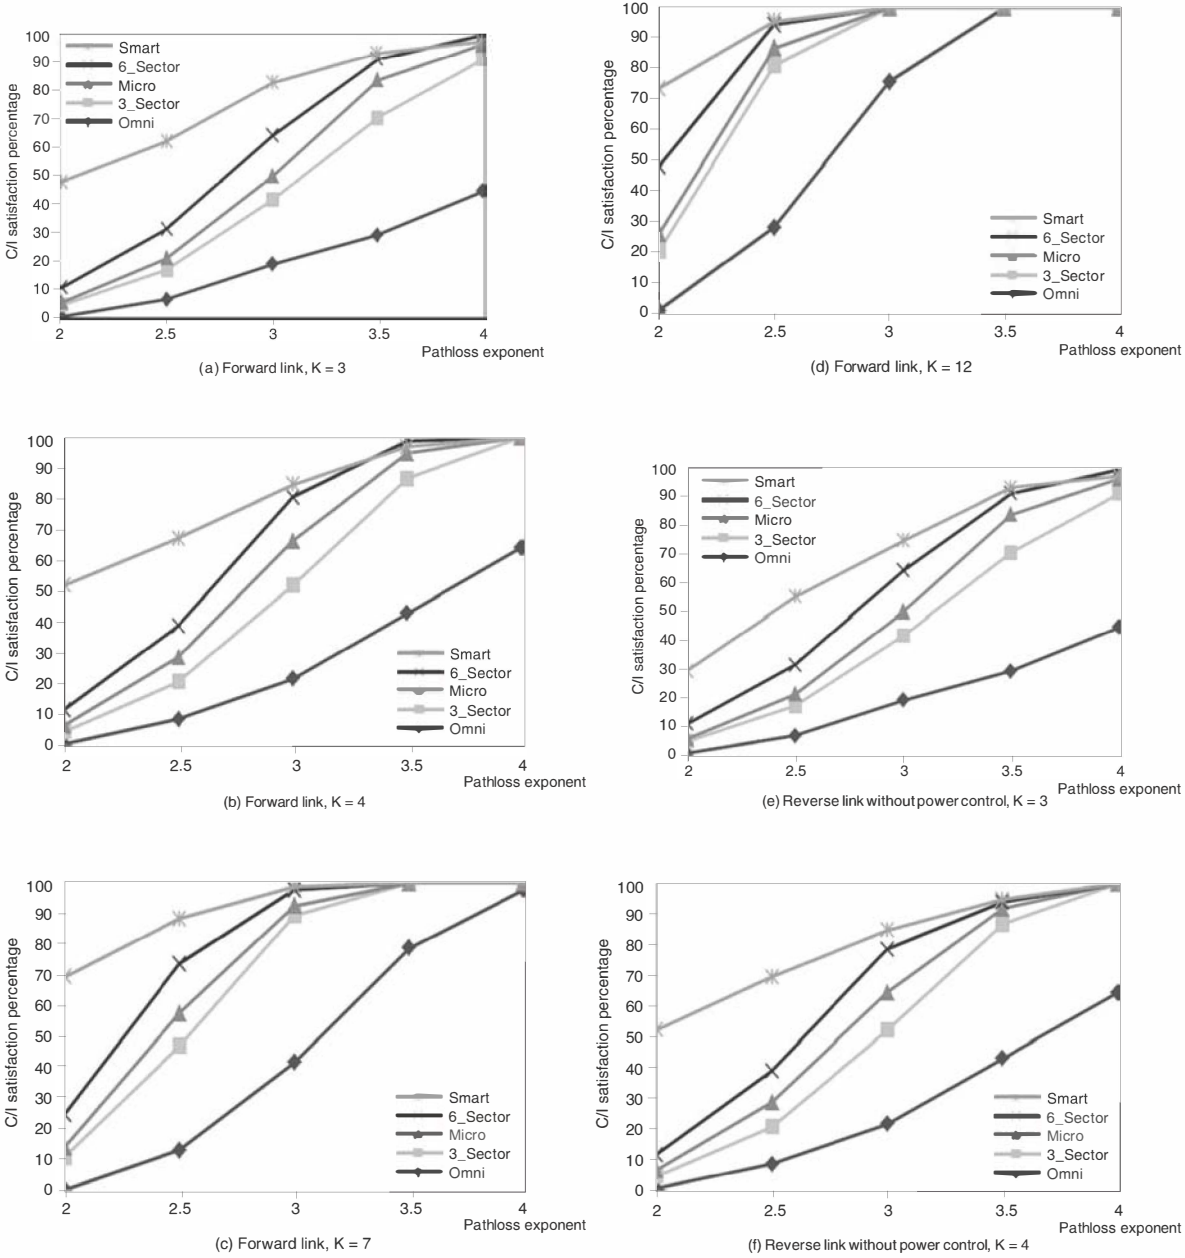 C/I satisfaction percentage
100
90
80
70
60
50
40
30
20
10
0
Smart
6_Sector
Micro
3_Sector
Omni
2 2.5 3 3.5 4
Pathloss exponent
(a) Forward link, K = 3
C/I satisfaction percentage
100
90
80
70
60
50
40
30
20
10
0
Smart
6_Sector
Micro
3_Sector
Omni
2 2.5 3 3.5 4
Pathloss exponent
(b) Forward link, K = 4
C/I satisfaction percentage
100
90
80
70
60
50
40
30
20
10
0
Smart
6_Sector
Micro
3_Sector
Omni
2 2.5 3 3.5 4
Pathloss exponent
(c) Forward link, K = 7
C/I satisfaction percentage
100
90
80
70
60
50
40
30
20
10
0
Smart
6_Sector
Micro
3_Sector
Omni
2 2.5 3 3.5 4
Pathloss exponent
(d) Forward link, K = 12
C/I satisfaction percentage
100
90
80
70
60
50
40
30
20
10
0
Smart
6_Sector
Micro
3_Sector
Omni
2 2.5 3 3.5 4
Pathloss exponent
(e) Reverse link without power control, K = 3
C/I satisfaction percentage
100
90
80
70
60
50
40
30
20
10
0
Smart
6_Sector
Micro
3_Sector
Omni
2 2.5 3 3.5 4
Pathloss exponent
(f) Reverse link without power control, K = 4